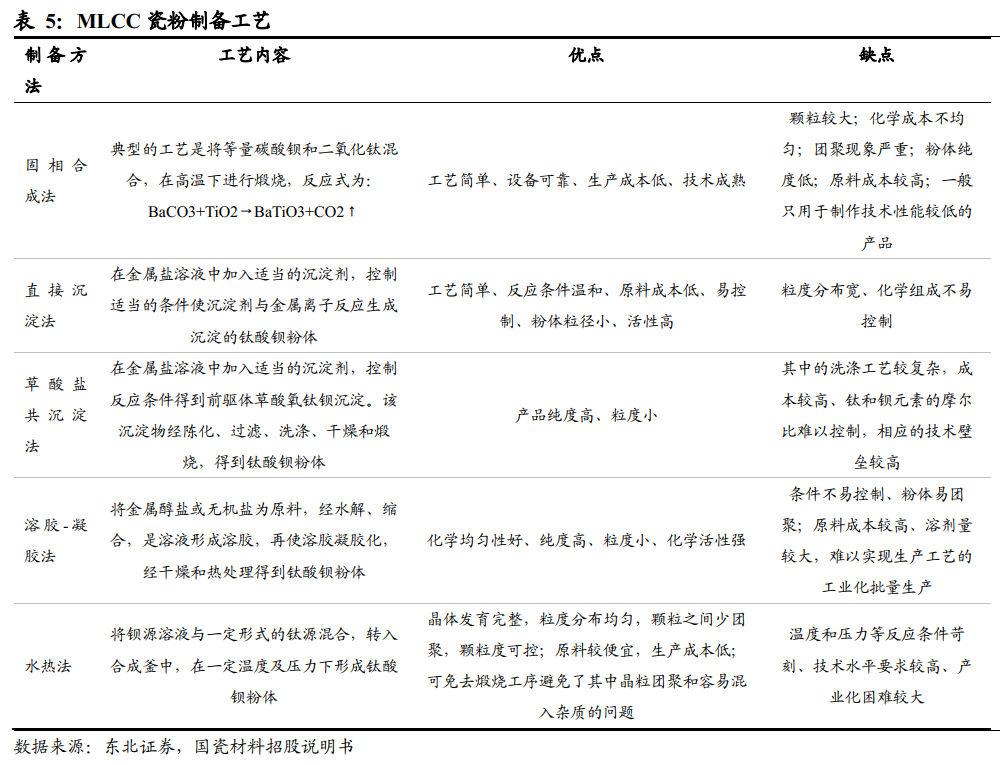 表 5：MLCC 瓷粉制备工艺
制备方法 工艺内容 优点 缺点
固相合成法
典型的工艺是将等量碳酸钡和二氧化钛混
合，在高温下进行煅烧，反应式为：
BaCO3+TiO2→BaTiO3+CO2↑
工艺简单、设备可靠、生产成本低、技术成熟
颗粒较大；化学成本不均
匀；团聚现象严重；粉体纯
度低；原料成本较高；一般
只用于制作技术性能较低的
产品
直接沉
淀法
在金属盐溶液中加入适当的沉淀剂，控制
适当的条件使沉淀剂与金属离子反应生成
沉淀的钛酸钡粉体
工艺简单、反应条件温和、原料成本低、易控
制、粉体粒径小、活性高
粒度分布宽、化学组成不易
控制
草酸盐
共沉淀
法
在金属盐溶液中加入适当的沉淀剂，控制
反应条件得到前驱体草酸氧钛钡沉淀。该
沉淀物经陈化、过滤、洗涤、干燥和煅
烧，得到钛酸钡粉体
产品纯度高、粒度小
其中的洗涤工艺较复杂，成
本较高、钛和钡元素的摩尔
比难以控制，相应的技术壁
垒较高
溶胶-凝
胶法
将金属醇盐或无机盐为原料，经水解、缩
合，是溶液形成溶胶，再使溶胶凝胶化，
经干燥和热处理得到钛酸钡粉体
化学均匀性好、纯度高、粒度小、化学活性强
条件不易控制、粉体易团
聚；原料成本较高、溶剂量
较大，难以实现生产工艺的
工业化批量生产
水热法
将钡源溶液与一定形式的钛源混合，转入
合成釜中，在一定温度及压力下形成钛酸
钡粉体
晶体发育完整，粒度分布均匀，颗粒之间少团
聚，颗粒度可控；原料较便宜，生产成本低；
可免去煅烧工序避免了其中晶粒团聚和容易混
入杂质的问题
温度和压力等反应条件苛
刻、技术水平要求较高、产
业化困难较大
数据来源：东北证券，国瓷材料招股说明书